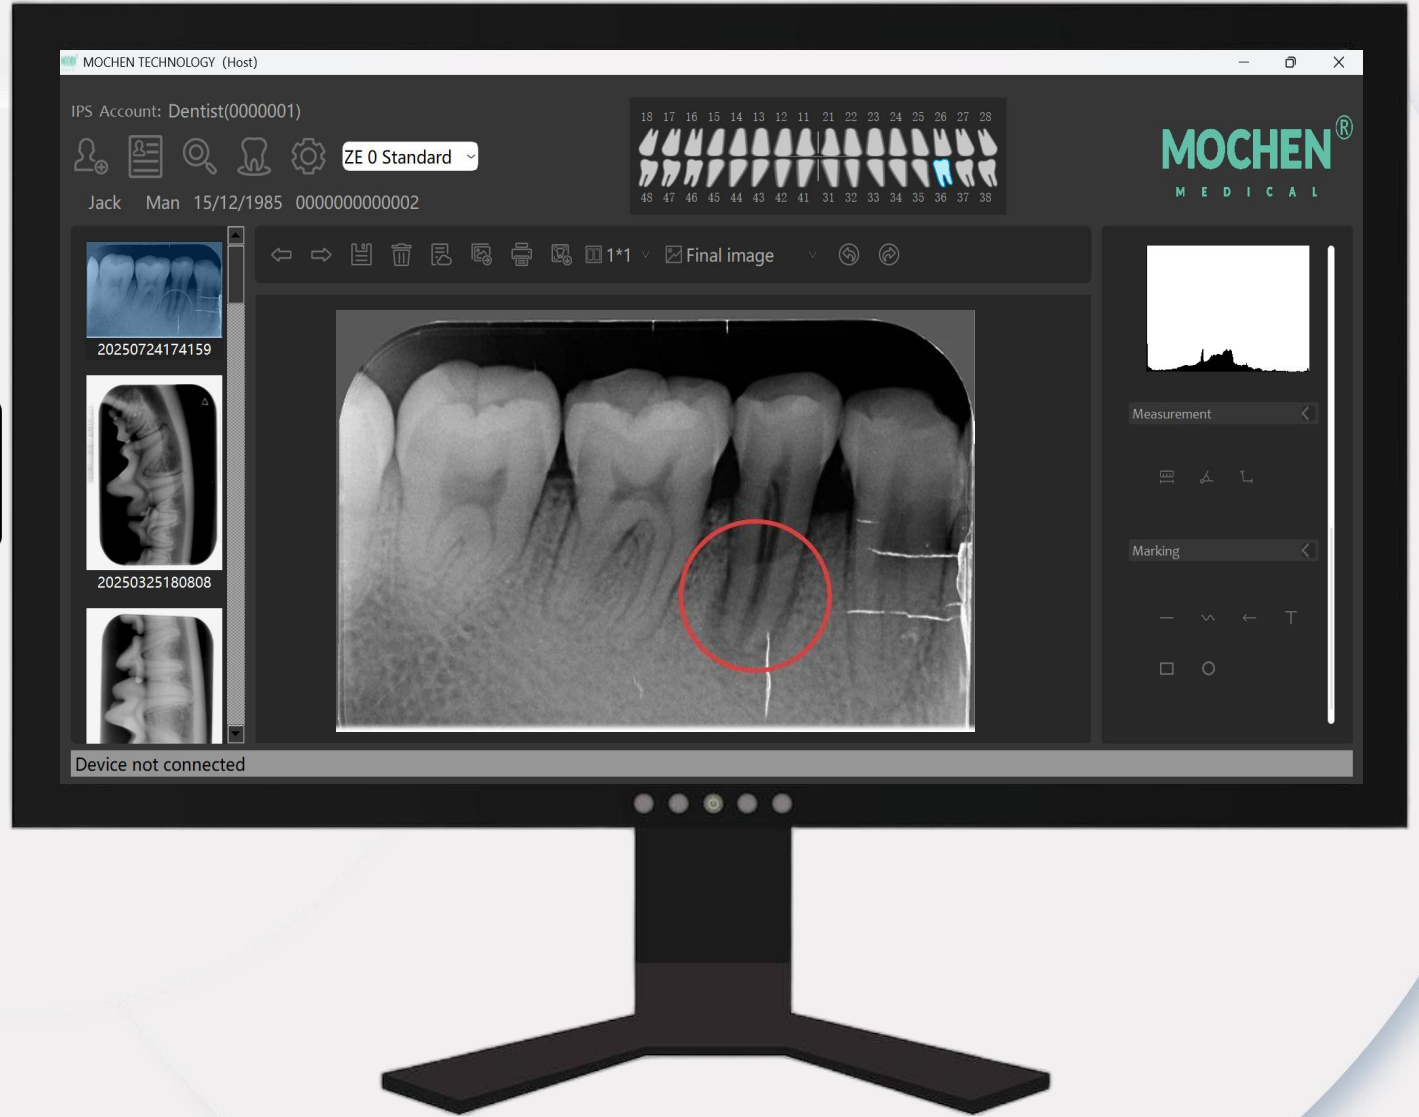 MOCHEN TECHNOLOGY (Host)
IPS Account: Dentist(0000001)
ZE 0 Standard
Jack Man 15/12/1985 0000000000002
18 17 16 15 14 13 12 11 21 22 23 24 25 26 27 28
48 47 46 45 44 43 42 41 31 32 33 34 35 36 37 38
MOCHEN®
MEDICAL
1*1 Final image
20250724174159
20250325180808
Measurement
Marking
T
Device not connected